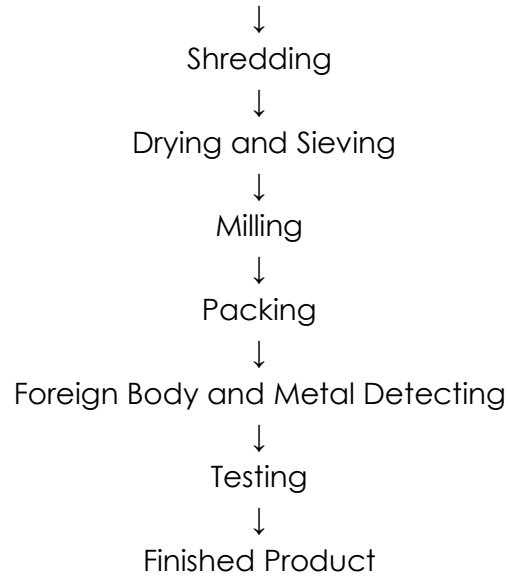 ↓
Shredding
↓
Drying and Sieving
↓
Milling
↓
Packing
↓
Foreign Body and Metal Detecting
↓
Testing
↓
Finished Product